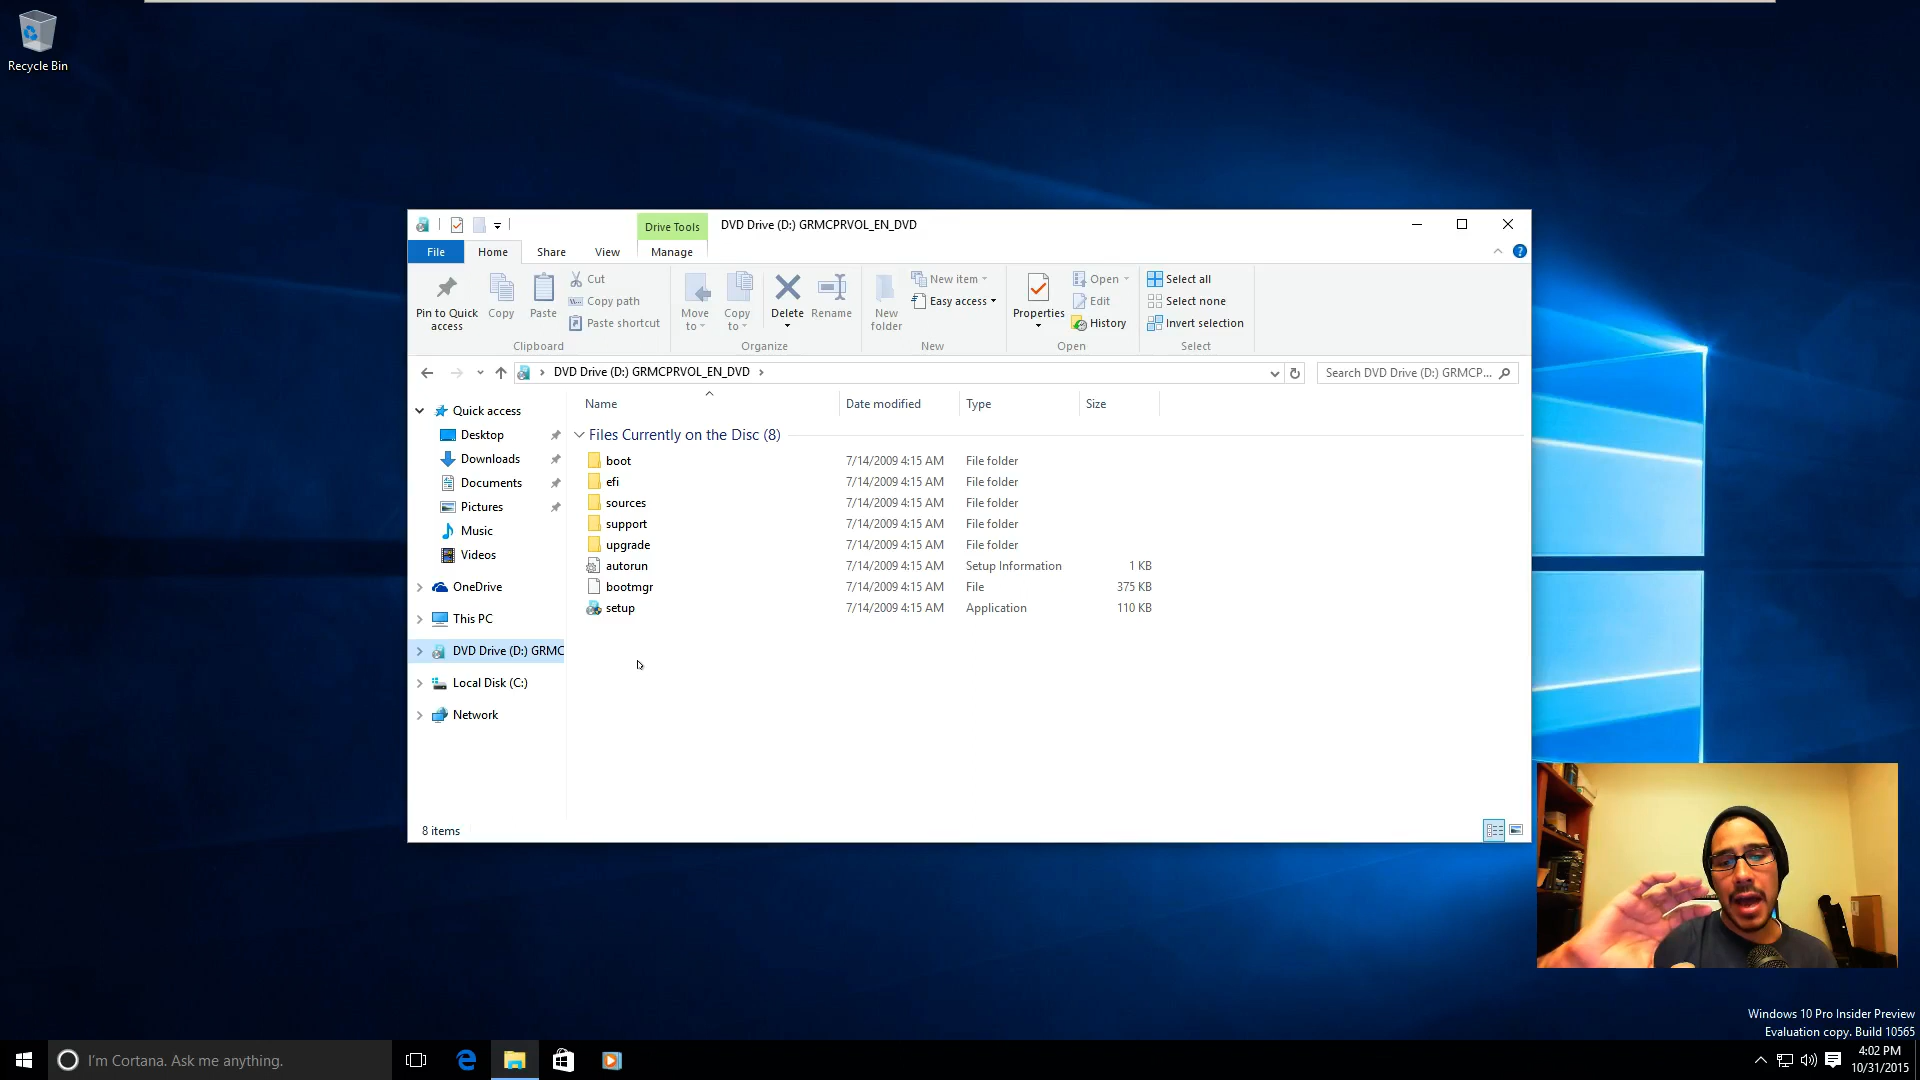 Recycle Bin
Drive Tools
DVD Drive (D:) GRMCPRVOL_EN_DVD
File
Home
Share
View
Manage
Pin to Quick access
Copy
Paste
Cut
Copy path
Paste shortcut
Clipboard
Move to
Copy to
Delete
Rename
Organize
New folder
New item
Easy access
New
Properties
Open
Edit
History
Open
Select all
Select none
Invert selection
Select
DVD Drive (D:) GRMCPRVOL_EN_DVD
Search DVD Drive (D:) GRMCP...
Quick access
Desktop
Downloads
Documents
Pictures
Music
Videos
OneDrive
This PC
DVD Drive (D:) GRMC
Local Disk (C:)
Network
Name Date modified Type Size
Files Currently on the Disc (8)
boot 7/14/2009 4:15 AM File folder
efi 7/14/2009 4:15 AM File folder
sources 7/14/2009 4:15 AM File folder
support 7/14/2009 4:15 AM File folder
upgrade 7/14/2009 4:15 AM File folder
autorun 7/14/2009 4:15 AM Setup Information 1 KB
bootmgr 7/14/2009 4:15 AM File 375 KB
setup 7/14/2009 4:15 AM Application 110 KB
8 items
Windows 10 Pro Insider Preview
Evaluation copy. Build 10565
I'm Cortana. Ask me anything.
4:02 PM
10/31/2015